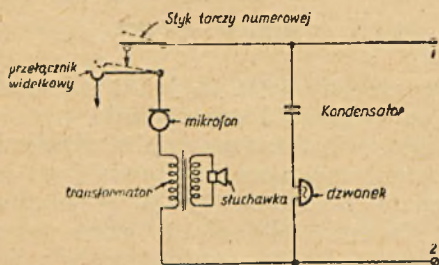 Styk tarczy numerowej
1
przełącznik
widełkowy
mikrofon
Kondensator
transformator
słuchawka
dzwonek
2